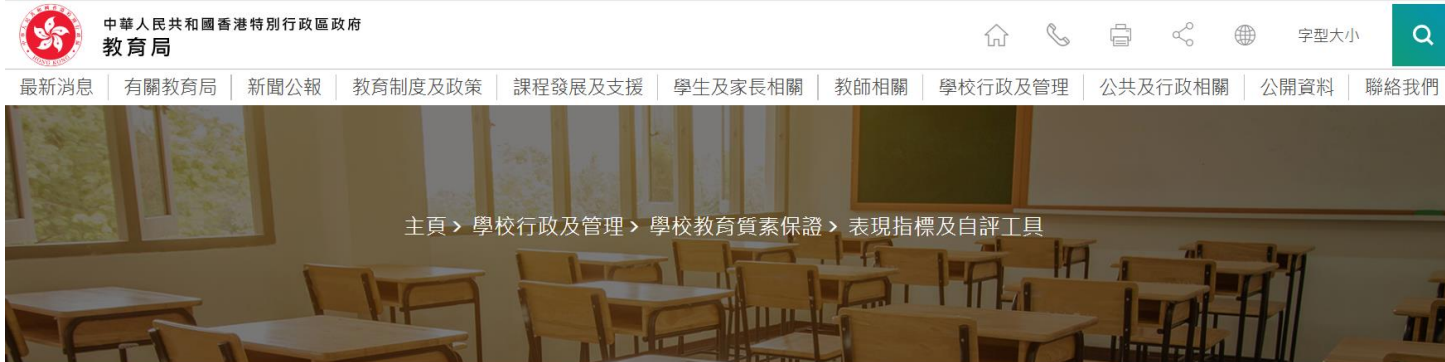 中華人民共和國香港特別行政區政府
教育局
字型大小
最新消息 有關教育局 新聞公報 教育制度及政策 課程發展及支援 學生及家長相關 教師相關 學校行政及管理 公共及行政相關 公開資料 聯絡我們
主頁 > 學校行政及管理 > 學校教育質素保證 > 表現指標及自評工具